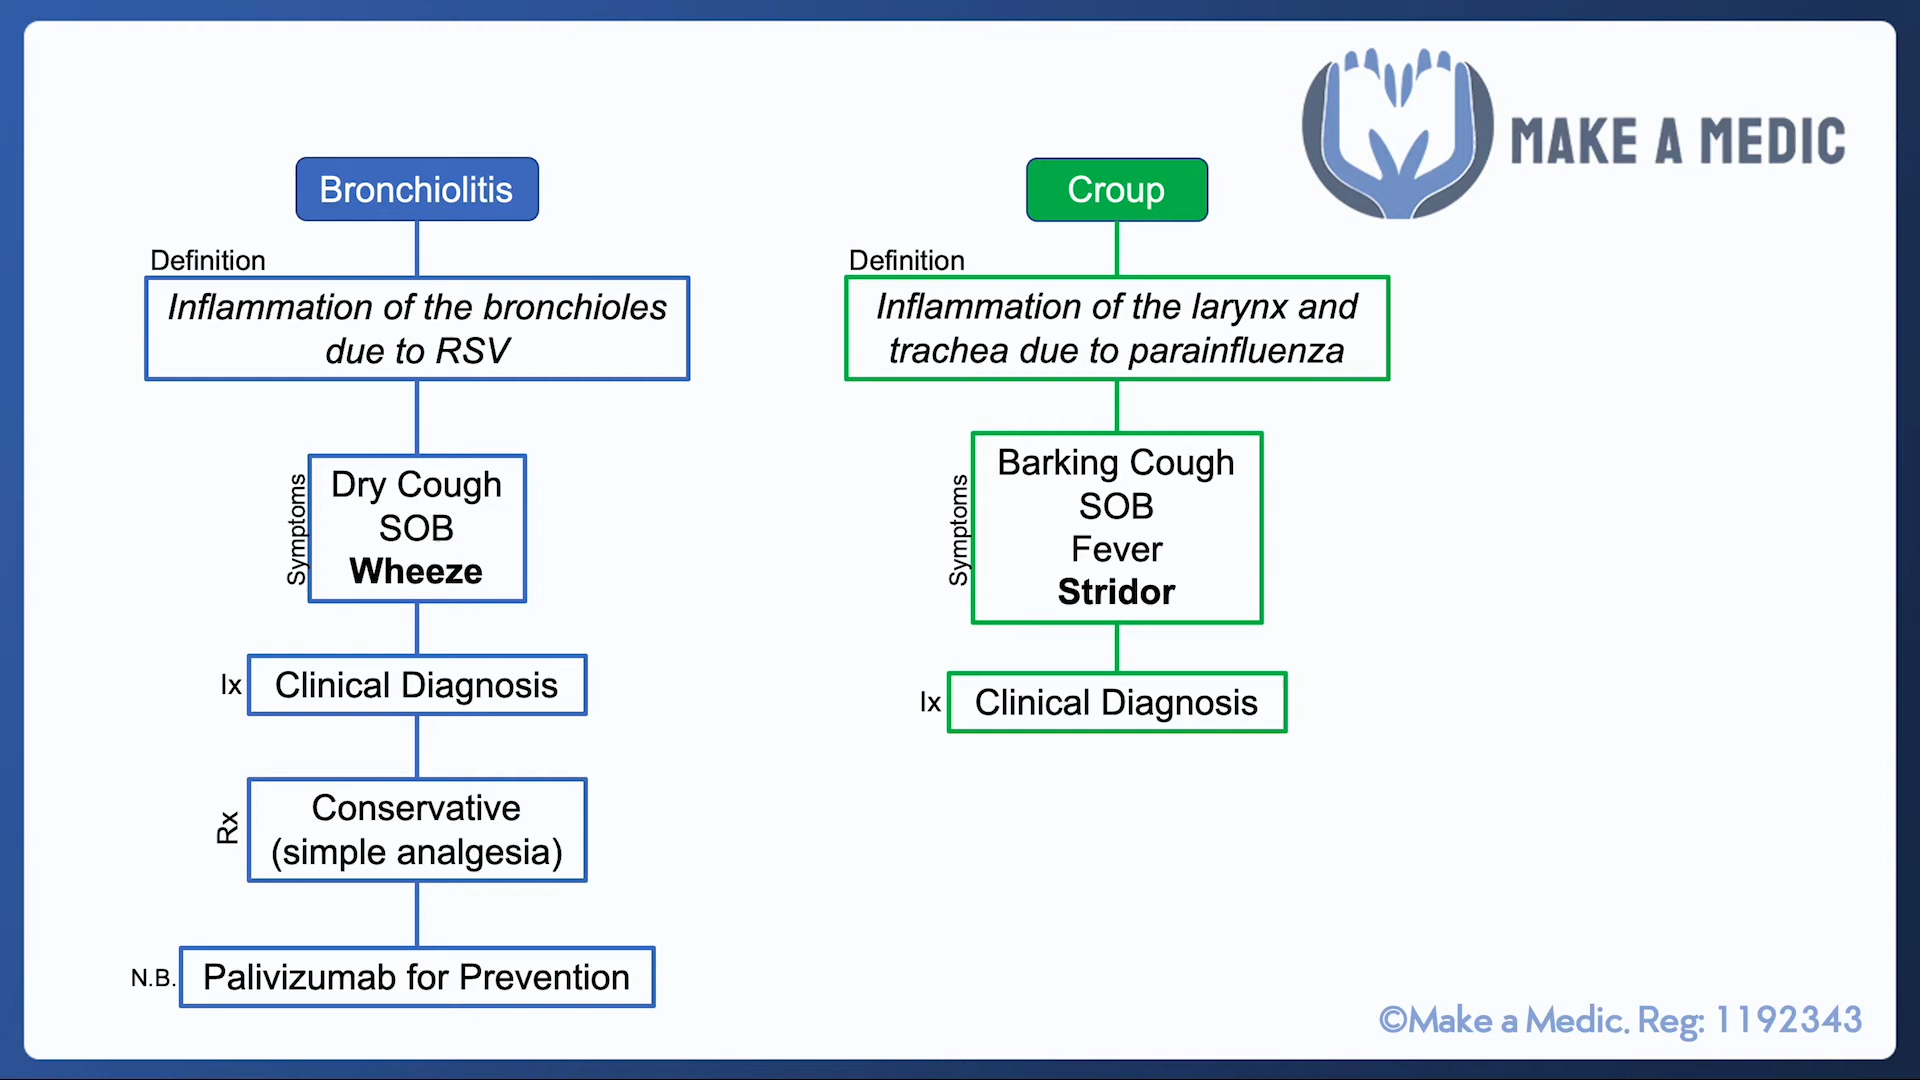 MAKE A MEDIC
Bronchiolitis
Definition
Inflammation of the bronchioles
due to RSV
Symptoms
Dry Cough
SOB
Wheeze
Ix
Clinical Diagnosis
Rx
Conservative
(simple analgesia)
N.B.
Palivizumab for Prevention
Croup
Definition
Inflammation of the larynx and
trachea due to parainfluenza
Symptoms
Barking Cough
SOB
Fever
Stridor
Ix
Clinical Diagnosis
©Make a Medic. Reg: 1192343